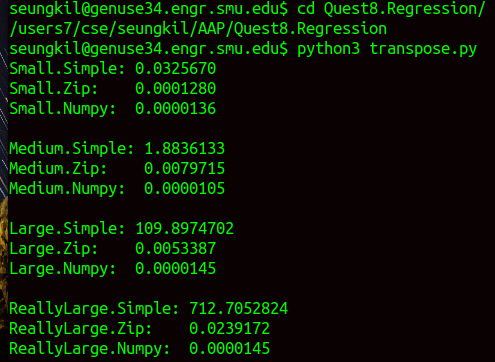 seungkil@genuse34.engr.smu.edu$ cd Quest8.Regression/
/users7/cse/seungkil/AAP/Quest8.Regression
seungkil@genuse34.engr.smu.edu$ python3 transpose.py
Small.Simple: 0.0325670
Small.Zip:    0.0001280
Small.Numpy:  0.0000136

Medium.Simple: 1.8836133
Medium.Zip:    0.0079715
Medium.Numpy:  0.0000105

Large.Simple: 109.8974702
Large.Zip:    0.0053387
Large.Numpy:  0.0000145

ReallyLarge.Simple: 712.7052824
ReallyLarge.Zip:    0.0239172
ReallyLarge.Numpy:  0.0000145